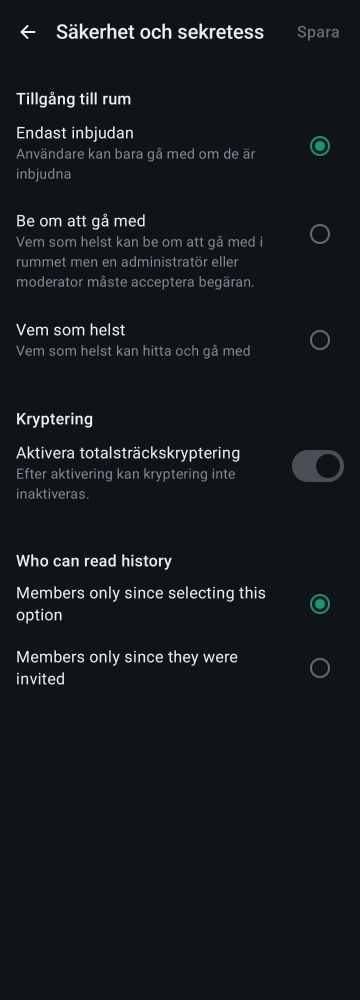 Säkerhet och sekretess
Spara
Tillgång till rum
Endast inbjudan
Användare kan bara gå med om de är
inbjudna
Be om att gå med
Vem som helst kan be om att gå med i
rummet men en administratör eller
moderator måste acceptera begäran.
Vem som helst
Vem som helst kan hitta och gå med
Kryptering
Aktivera totalsträckskryptering
Efter aktivering kan kryptering inte
inaktiveras.
Who can read history
Members only since selecting this
option
Members only since they were
invited